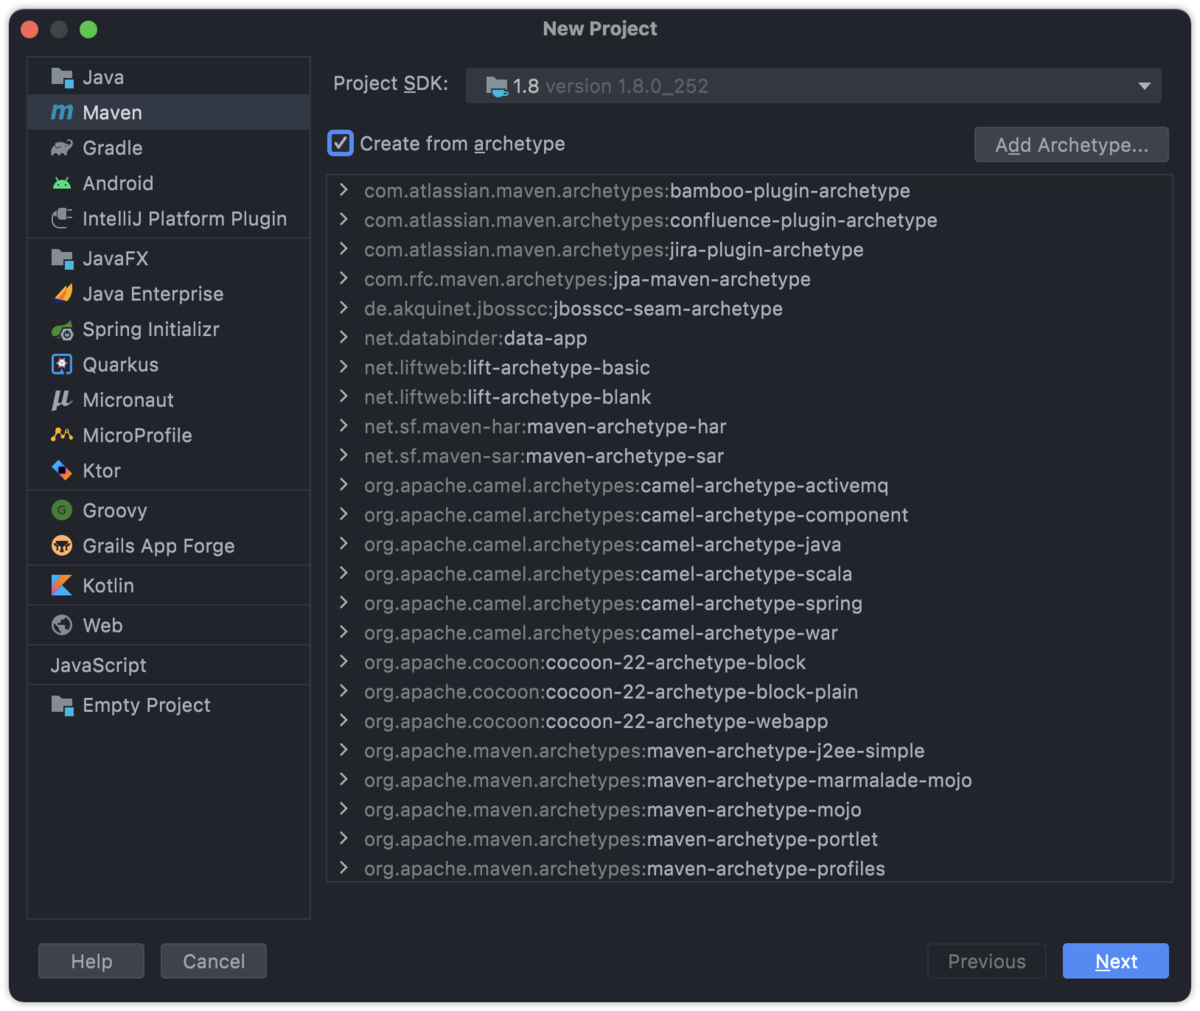 New Project
Java
Maven
Gradle
Android
IntelliJ Platform Plugin
JavaFX
Java Enterprise
Spring Initializr
Quarkus
Micronaut
MicroProfile
Ktor
Groovy
Grails App Forge
Kotlin
Web
JavaScript
Empty Project
Project SDK: 1.8 version 1.8.0_252
Create from archetype
Add Archetype...
com.atlassian.maven.archetypes:bamboo-plugin-archetype
com.atlassian.maven.archetypes:confluence-plugin-archetype
com.atlassian.maven.archetypes:jira-plugin-archetype
com.rfc.maven.archetypes:jpa-maven-archetype
de.akquinet.jbosscc:jbosscc-seam-archetype
net.databinder:data-app
net.liftweb:lift-archetype-basic
net.liftweb:lift-archetype-blank
net.sf.maven-har:maven-archetype-har
net.sf.maven-sar:maven-archetype-sar
org.apache.camel.archetypes:camel-archetype-activemq
org.apache.camel.archetypes:camel-archetype-component
org.apache.camel.archetypes:camel-archetype-java
org.apache.camel.archetypes:camel-archetype-scala
org.apache.camel.archetypes:camel-archetype-spring
org.apache.camel.archetypes:camel-archetype-war
org.apache.cocoon:cocoon-22-archetype-block
org.apache.cocoon:cocoon-22-archetype-block-plain
org.apache.cocoon:cocoon-22-archetype-webapp
org.apache.maven.archetypes:maven-archetype-j2ee-simple
org.apache.maven.archetypes:maven-archetype-marmalade-mojo
org.apache.maven.archetypes:maven-archetype-mojo
org.apache.maven.archetypes:maven-archetype-portlet
org.apache.maven.archetypes:maven-archetype-profiles
Help
Cancel
Previous
Next